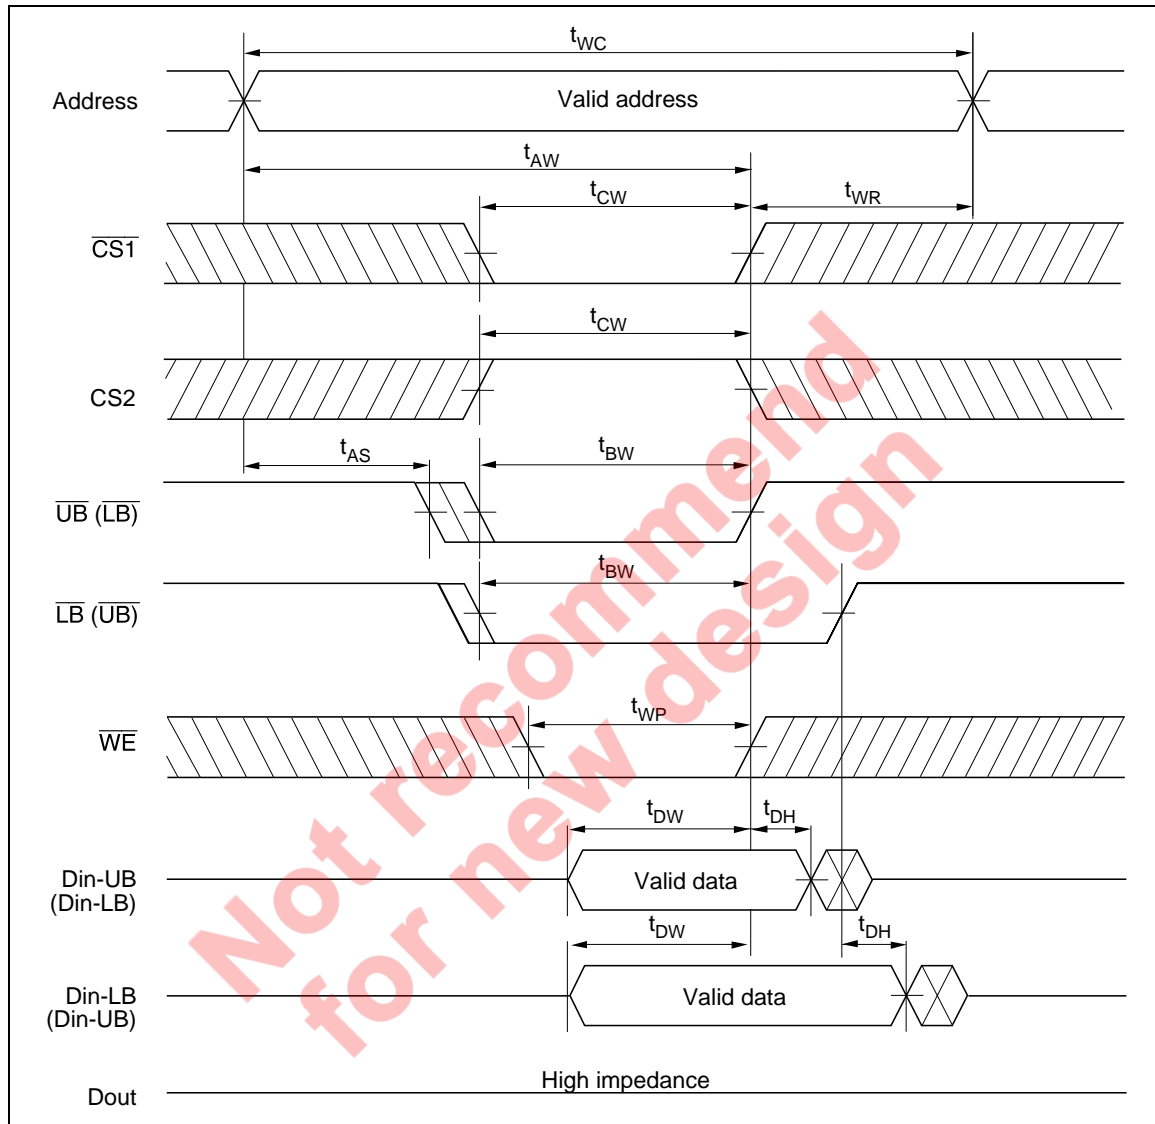 tWC
Address
Valid address
tAW
tCW
tWR
CS1
tCW
CS2
tAS
tBW
UB (LB)
tBW
LB (UB)
tWP
WE
tDW
tDH
Din-UB
(Din-LB)
Valid data
tDW
tDH
Din-LB
(Din-UB)
Valid data
High impedance
Dout
Not recommend
for new design